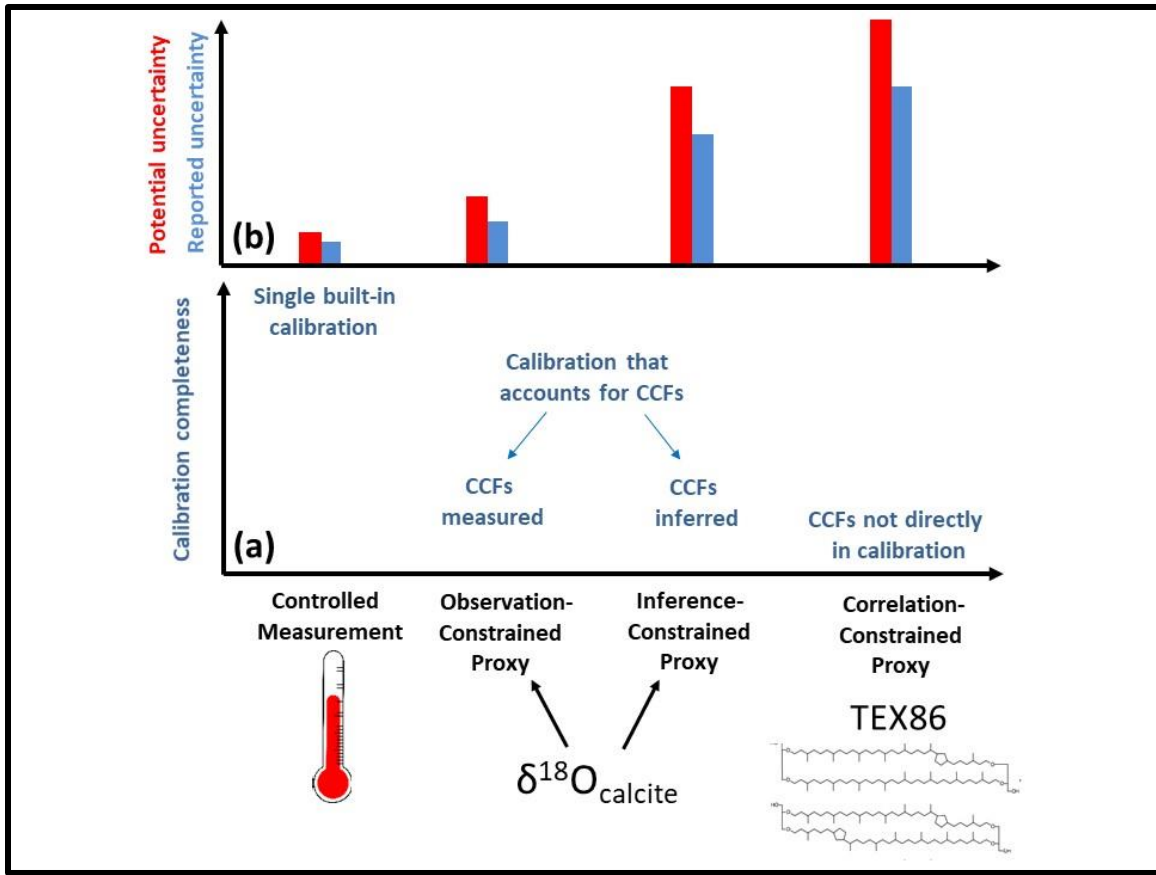 Potential uncertainty
Reported uncertainty
(b)
Single built-in
calibration
Calibration completeness
Calibration that
accounts for CCFs
CCFs
measured
CCFs
inferred
CCFs not directly
in calibration
(a)
Controlled
Measurement
Observation-
Constrained
Proxy
Inference-
Constrained
Proxy
Correlation-
Constrained
Proxy
TEX86
δ¹⁸Ocalcite